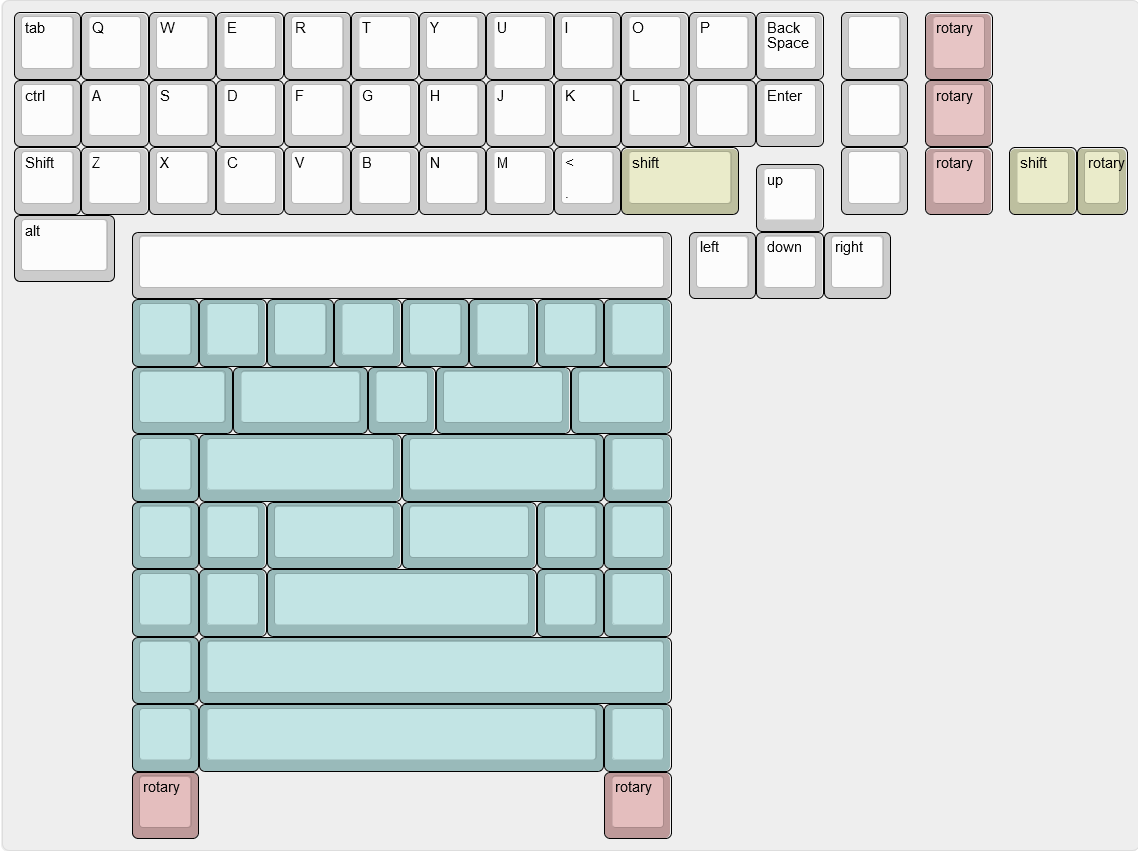 tab Q W E R T Y U I O P Back Space rotary
ctrl A S D F G H J K L Enter rotary
Shift Z X C V B N M < . shift up rotary shift rotary
alt left down right
rotary rotary